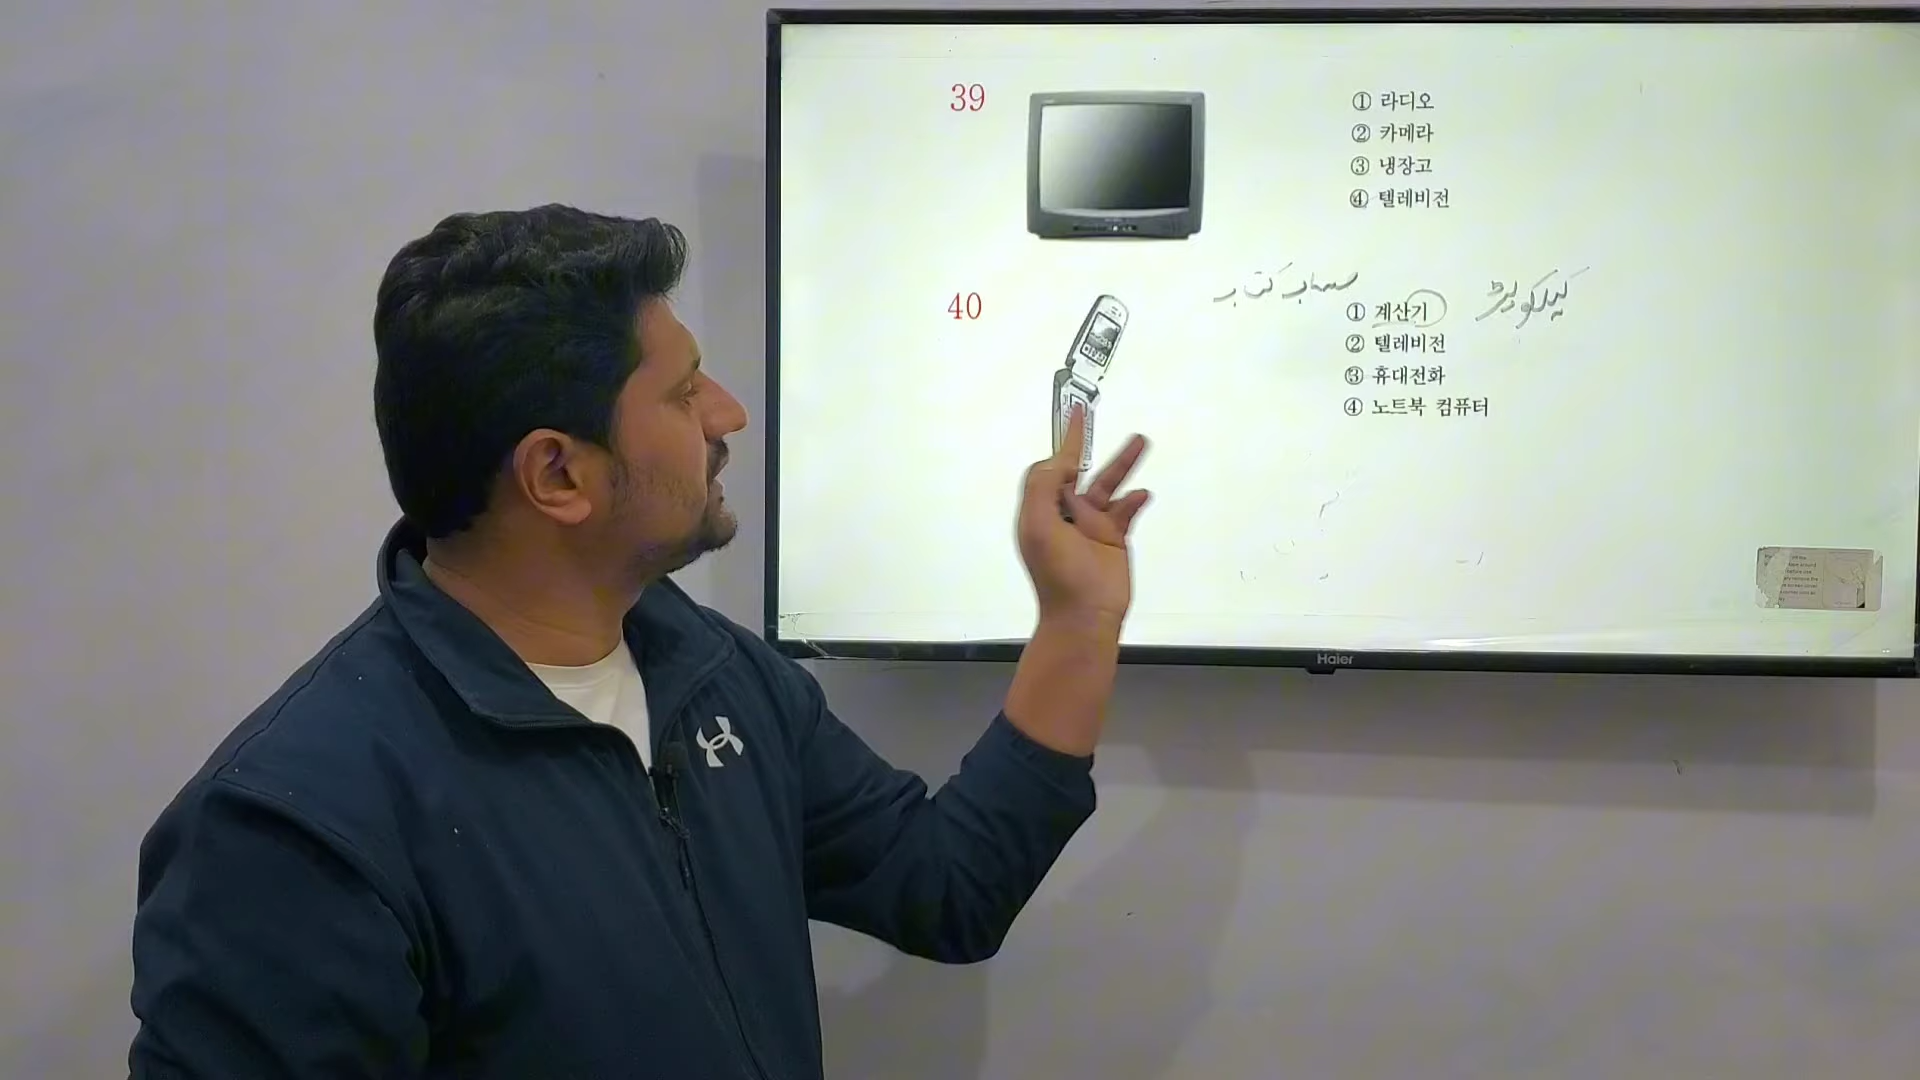 39
① 라디오
② 카메라
③ 냉장고
④ 텔레비전
40
حساب کتاب
① 계산기 کیلکولیٹر
② 텔레비전
③ 휴대전화
④ 노트북 컴퓨터
Haier